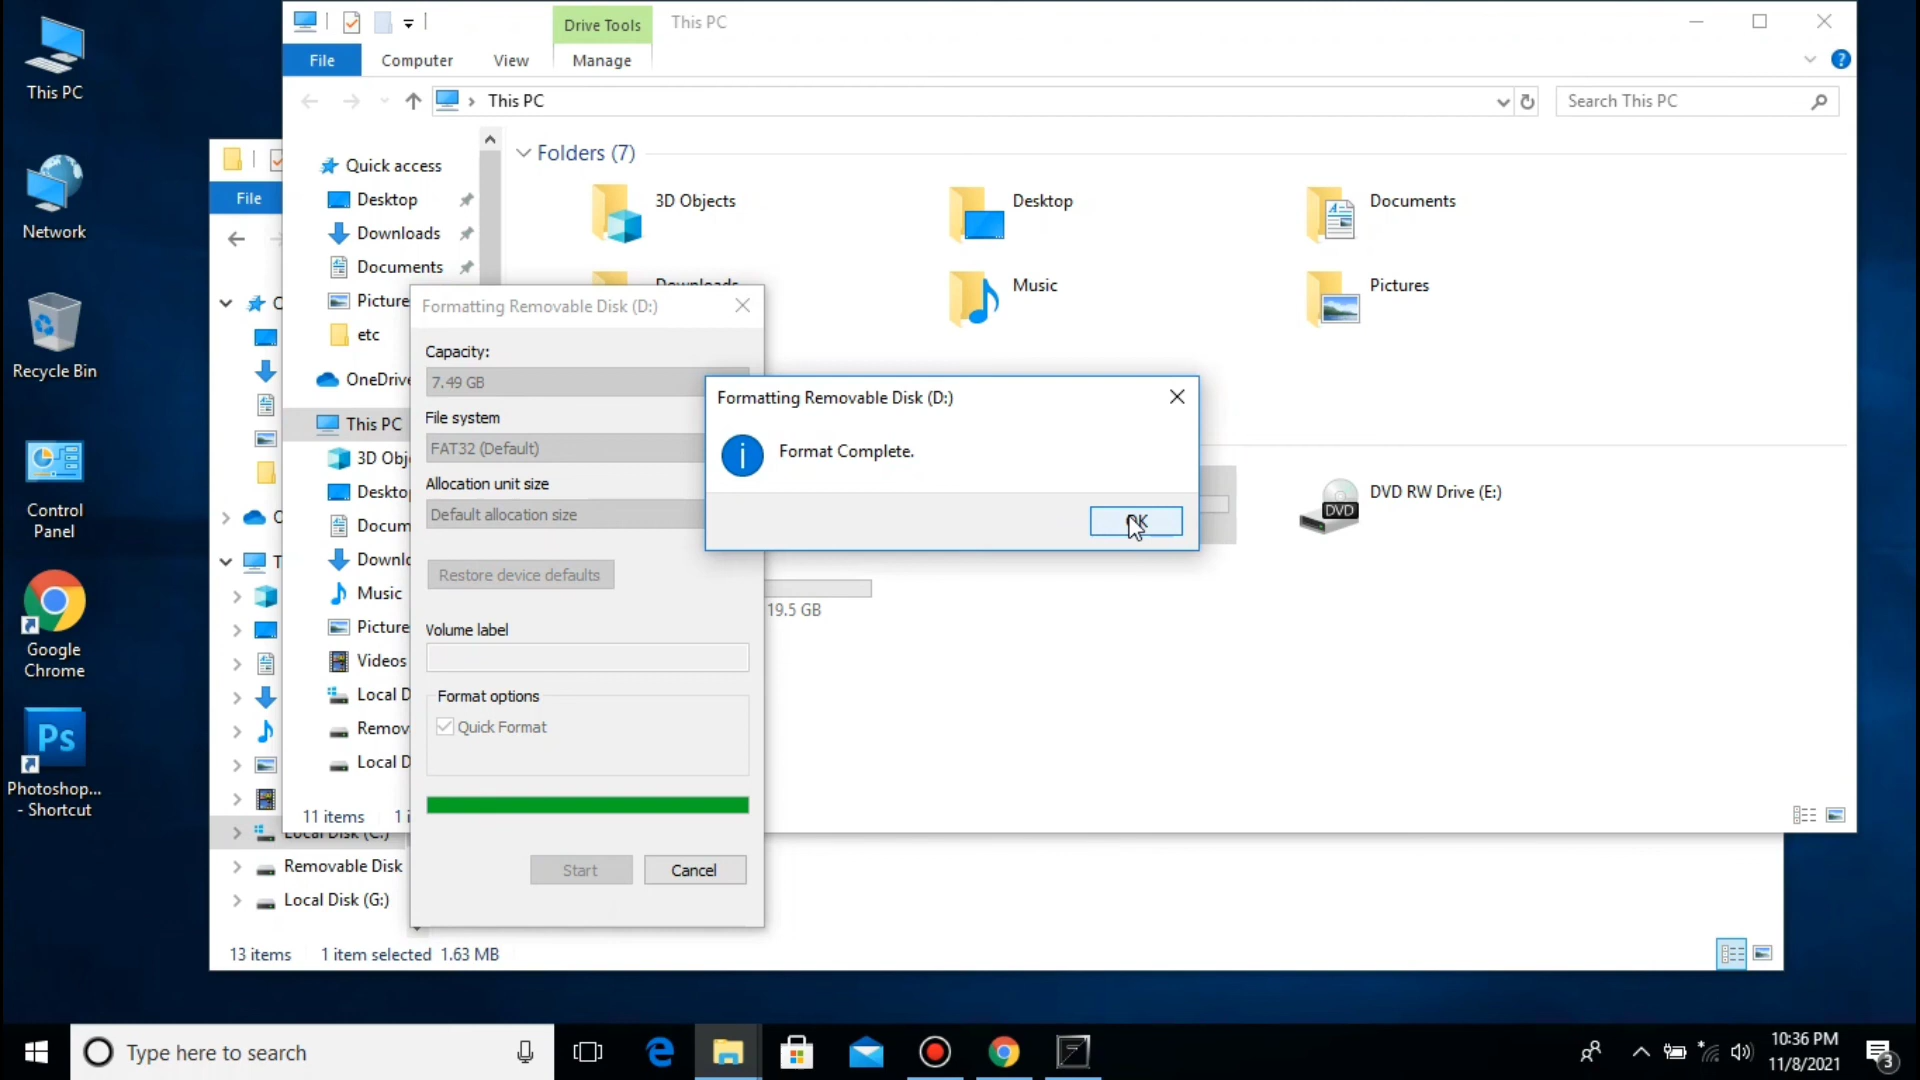 This PC
Network
Recycle Bin
Control
Panel
Google
Chrome
Photoshop...
- Shortcut
Drive Tools
This PC
File
Computer
View
Manage
This PC
Search This PC
Quick access
Desktop
Downloads
Documents
Picture
etc
OneDrive
This PC
3D Obj
Desktop
Docum
Downlo
Music
Picture
Videos
Local D
Remov
Local D
11 items
Folders (7)
3D Objects
Desktop
Documents
Downloads
Music
Pictures
DVD
DVD RW Drive (E:)
19.5 GB
File
Local Disk (C:)
Removable Disk
Local Disk (G:)
13 items
1 item selected 1.63 MB
Formatting Removable Disk (D:)
Capacity:
7.49 GB
File system
FAT32 (Default)
Allocation unit size
Default allocation size
Restore device defaults
Volume label
Format options
Quick Format
Start
Cancel
Formatting Removable Disk (D:)
Format Complete.
OK
Type here to search
10:36 PM
11/8/2021
3